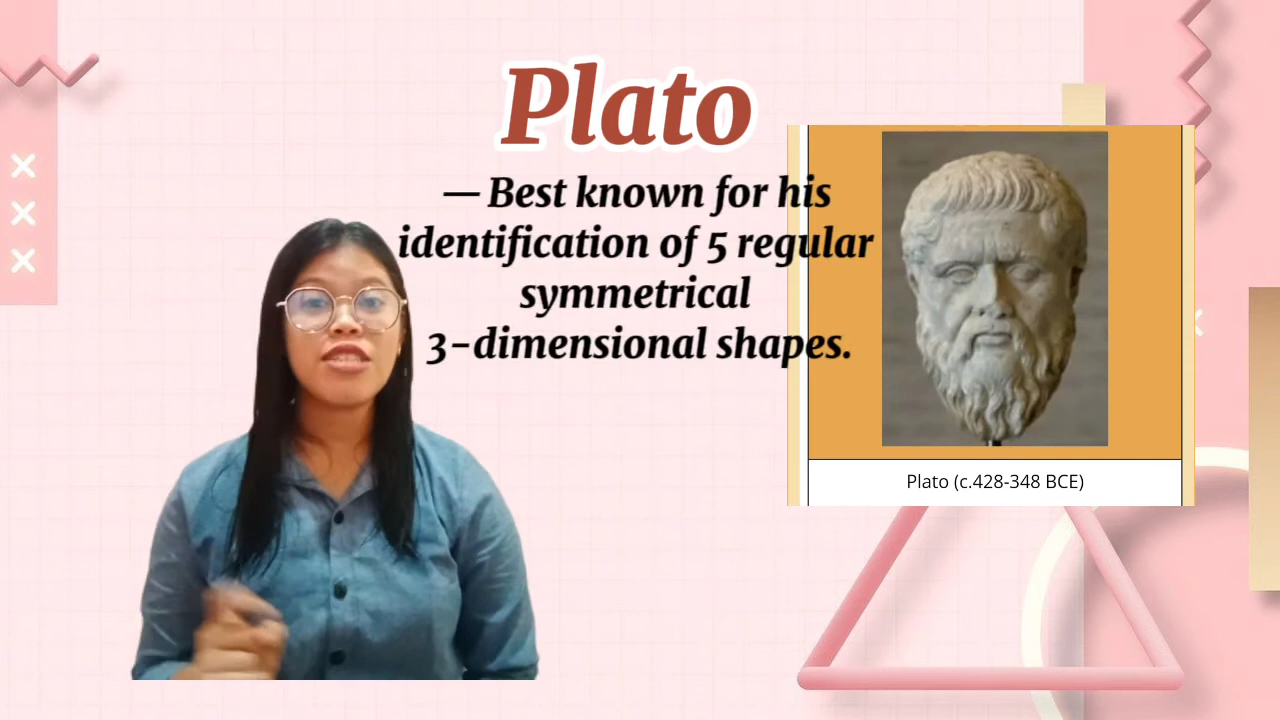 Plato
— Best known for his
identification of 5 regular
symmetrical
3-dimensional shapes.
Plato (c.428-348 BCE)